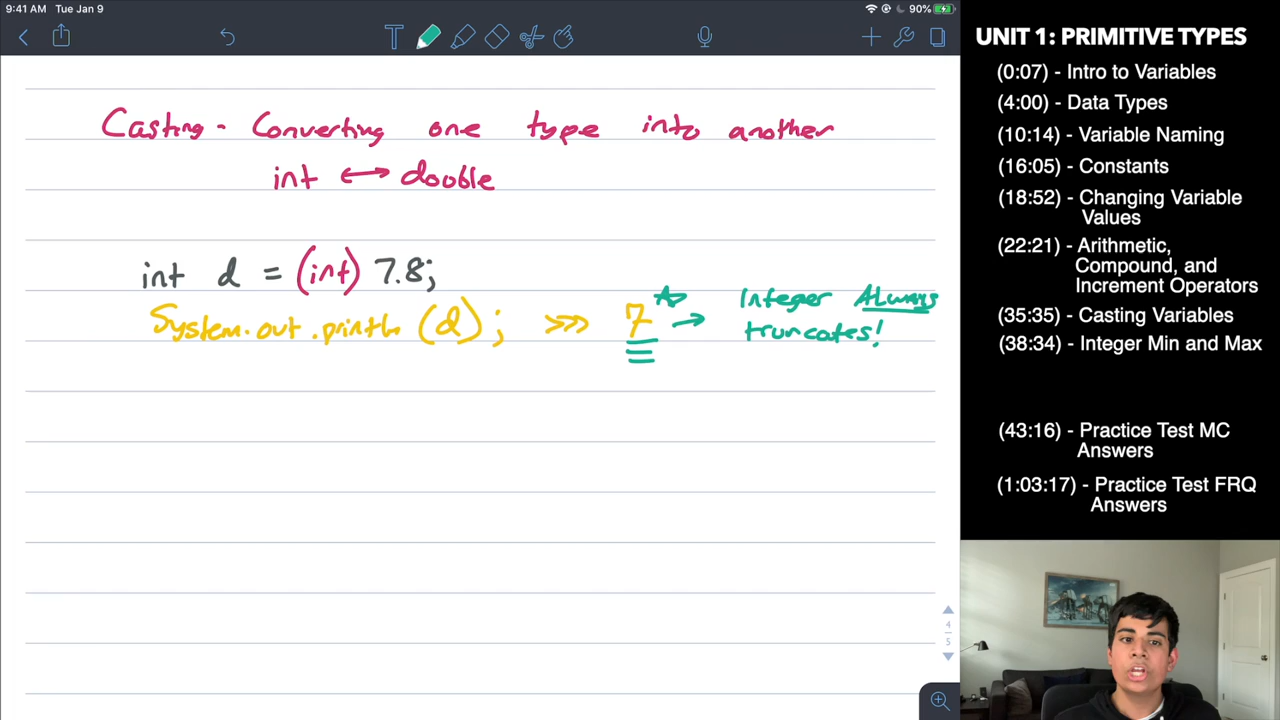 9:41 AM Tue Jan 9
90%
UNIT 1: PRIMITIVE TYPES
(0:07) - Intro to Variables
(4:00) - Data Types
(10:14) - Variable Naming
(16:05) - Constants
(18:52) - Changing Variable
Values
(22:21) - Arithmetic,
Compound, and
Increment Operators
(35:35) - Casting Variables
(38:34) - Integer Min and Max
(43:16) - Practice Test MC
Answers
(1:03:17) - Practice Test FRQ
Answers
Casting - Converting one type into another
int ↔ double
int d = (int) 7.8;
System.out.println (d); >>> 7 → Integer ALWAYS
truncates!
4
5